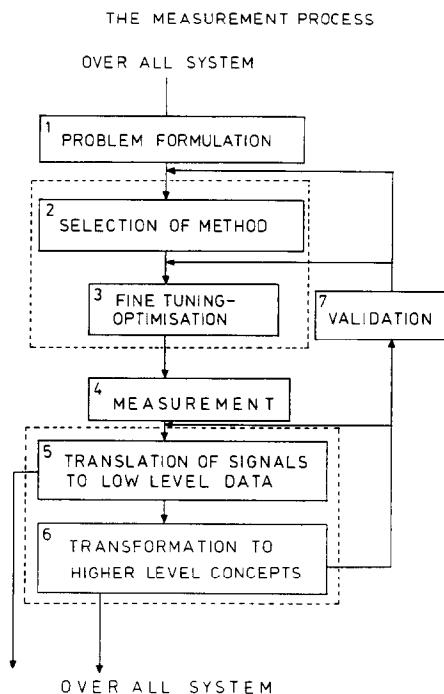 THE MEASUREMENT PROCESS
OVER ALL SYSTEM
1
PROBLEM FORMULATION
2
SELECTION OF METHOD
3
FINE TUNING-
OPTIMISATION
7
VALIDATION
4
MEASUREMENT
5
TRANSLATION OF SIGNALS
TO LOW LEVEL DATA
6
TRANSFORMATION TO
HIGHER LEVEL CONCEPTS
OVER ALL SYSTEM